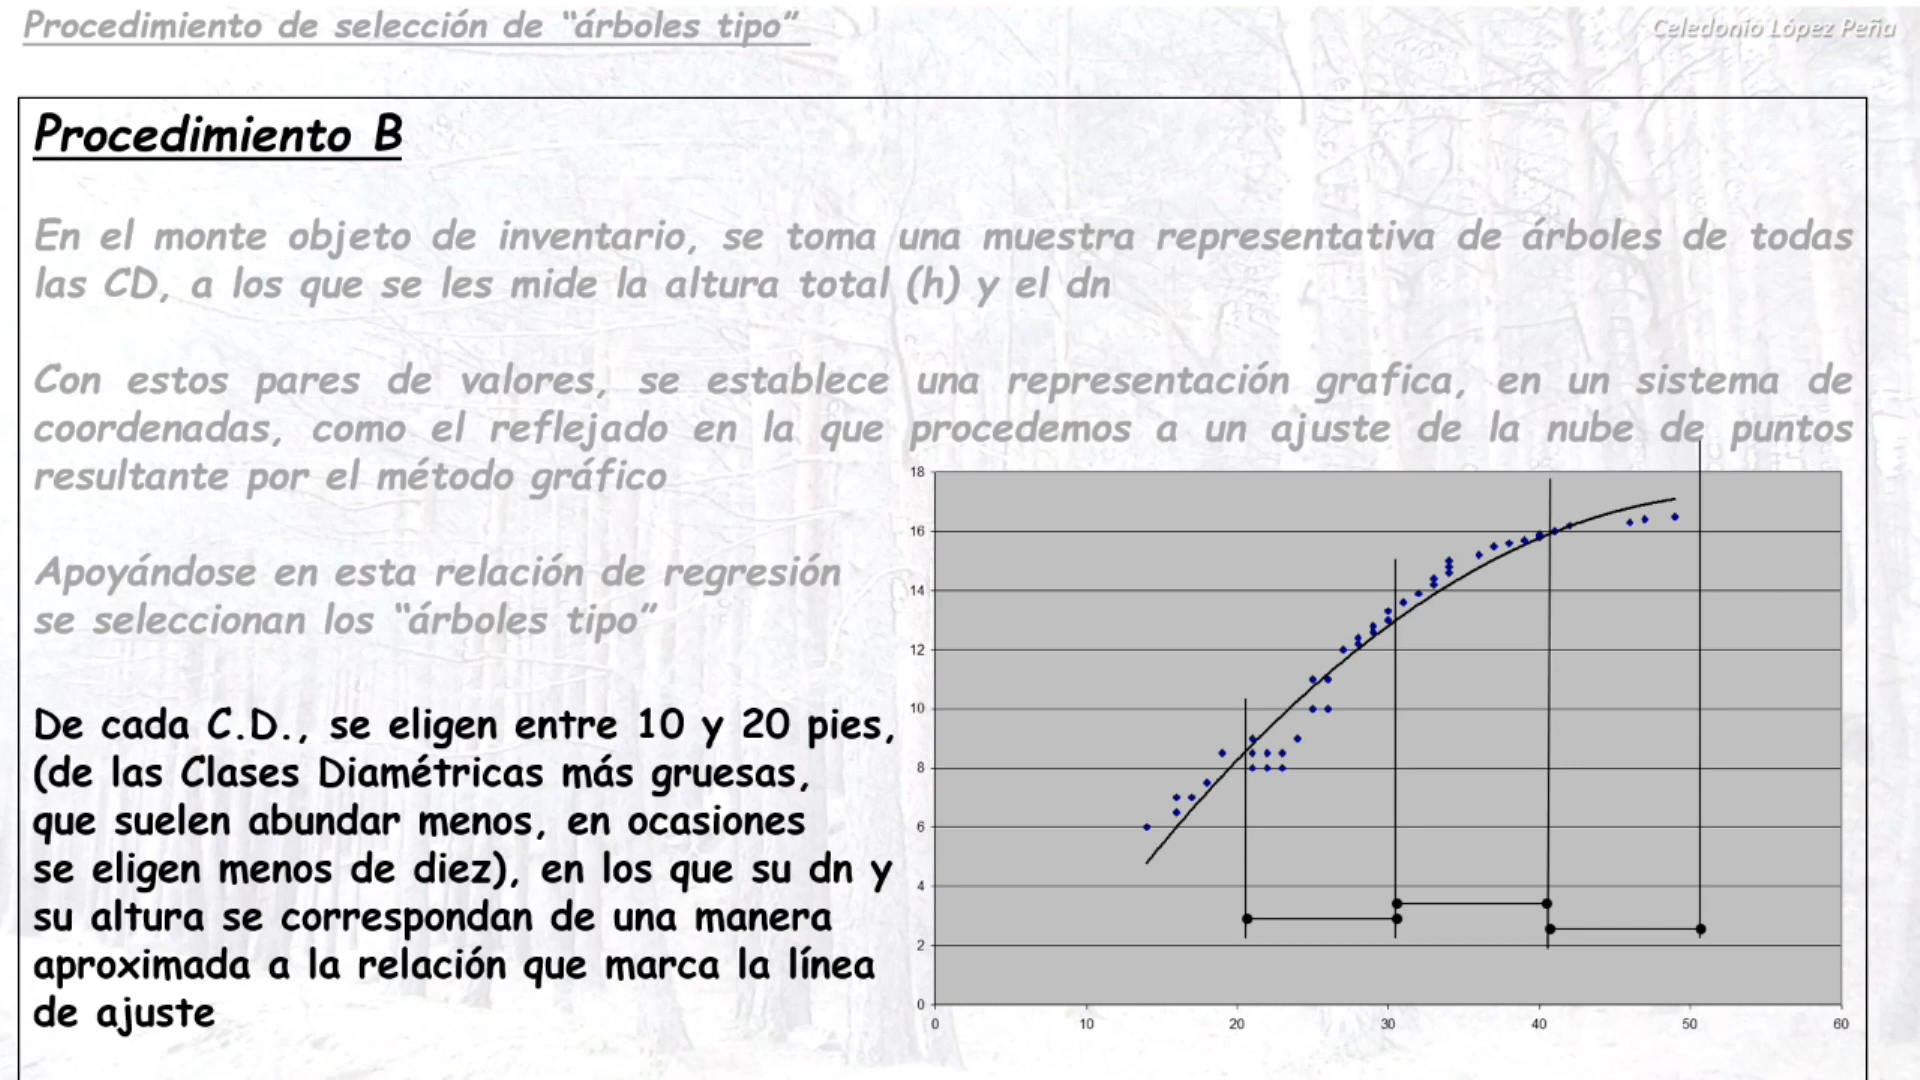 Procedimiento de selección de “árboles tipo”
Celedonio López Peña
Procedimiento B
En el monte objeto de inventario, se toma una muestra representativa de árboles de todas
las CD, a los que se les mide la altura total (h) y el dn
Con estos pares de valores, se establece una representación grafica, en un sistema de
coordenadas, como el reflejado en la que procedemos a un ajuste de la nube de puntos
resultante por el método gráfico
Apoyándose en esta relación de regresión
se seleccionan los “árboles tipo”
De cada C.D., se eligen entre 10 y 20 pies,
(de las Clases Diamétricas más gruesas,
que suelen abundar menos, en ocasiones
se eligen menos de diez), en los que su dn y
su altura se correspondan de una manera
aproximada a la relación que marca la línea
de ajuste
18
16
14
12
10
8
6
4
2
0
0 10 20 30 40 50 60